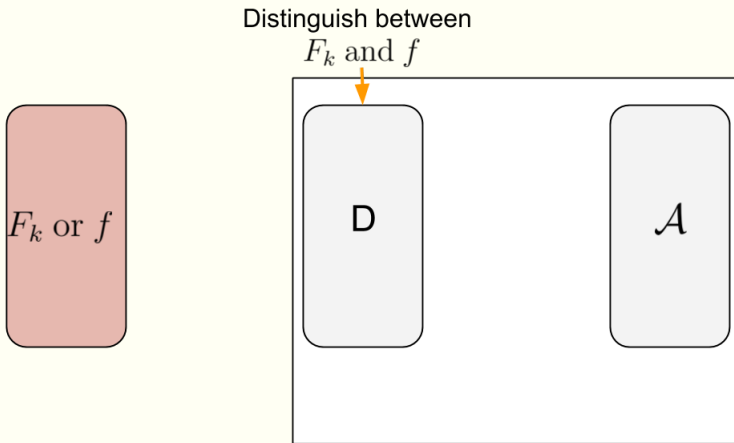 Distinguish between
F_k and f
F_k or f
D
𝒜